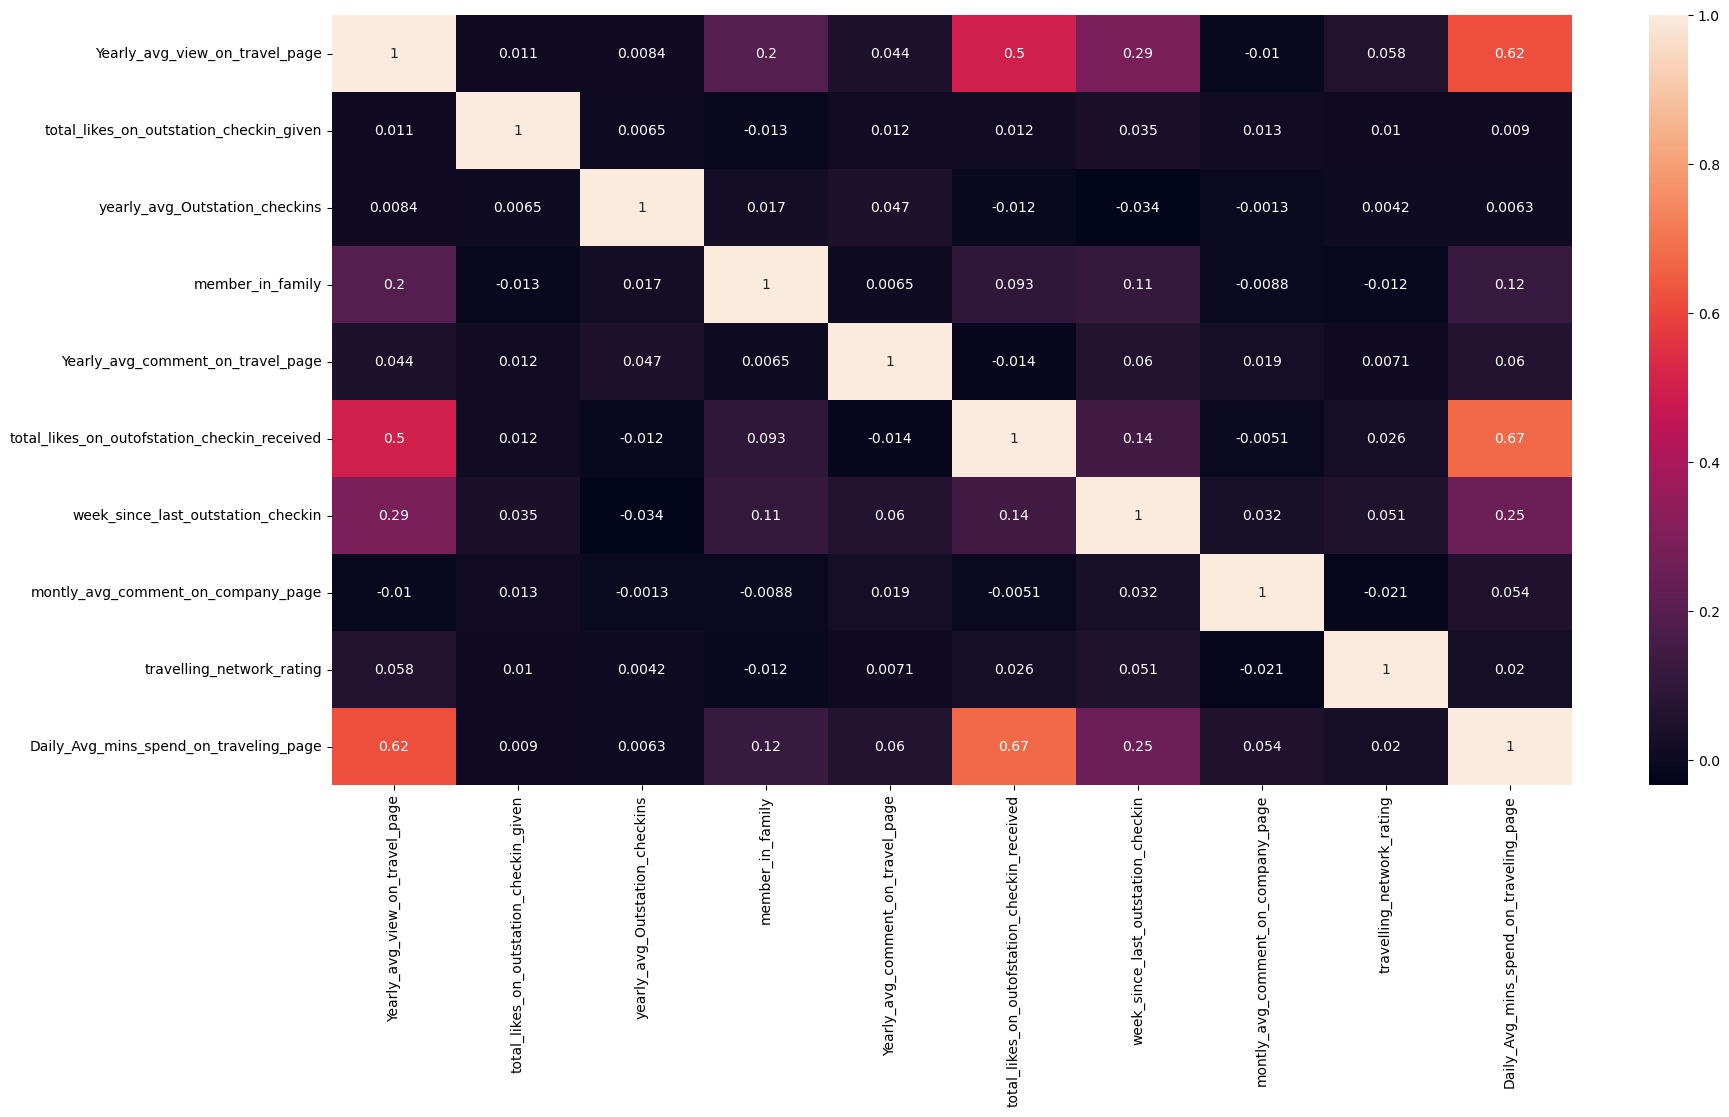 Yearly_avg_view_on_travel_page 1 0.011 0.0084 0.2 0.044 0.5 0.29 -0.01 0.058 0.62
total_likes_on_outstation_checkin_given 0.011 1 0.0065 -0.013 0.012 0.012 0.035 0.013 0.01 0.009
yearly_avg_Outstation_checkins 0.0084 0.0065 1 0.017 0.047 -0.012 -0.034 -0.0013 0.0042 0.0063
member_in_family 0.2 -0.013 0.017 1 0.0065 0.093 0.11 -0.0088 -0.012 0.12
Yearly_avg_comment_on_travel_page 0.044 0.012 0.047 0.0065 1 -0.014 0.06 0.019 0.0071 0.06
total_likes_on_outofstation_checkin_received 0.5 0.012 -0.012 0.093 -0.014 1 0.14 -0.0051 0.026 0.67
week_since_last_outstation_checkin 0.29 0.035 -0.034 0.11 0.06 0.14 1 0.032 0.051 0.25
montly_avg_comment_on_company_page -0.01 0.013 -0.0013 -0.0088 0.019 -0.0051 0.032 1 -0.021 0.054
travelling_network_rating 0.058 0.01 0.0042 -0.012 0.0071 0.026 0.051 -0.021 1 0.02
Daily_Avg_mins_spend_on_traveling_page 0.62 0.009 0.0063 0.12 0.06 0.67 0.25 0.054 0.02 1
Yearly_avg_view_on_travel_page
total_likes_on_outstation_checkin_given
yearly_avg_Outstation_checkins
member_in_family
Yearly_avg_comment_on_travel_page
total_likes_on_outofstation_checkin_received
week_since_last_outstation_checkin
montly_avg_comment_on_company_page
travelling_network_rating
Daily_Avg_mins_spend_on_traveling_page
1.0
0.8
0.6
0.4
0.2
0.0